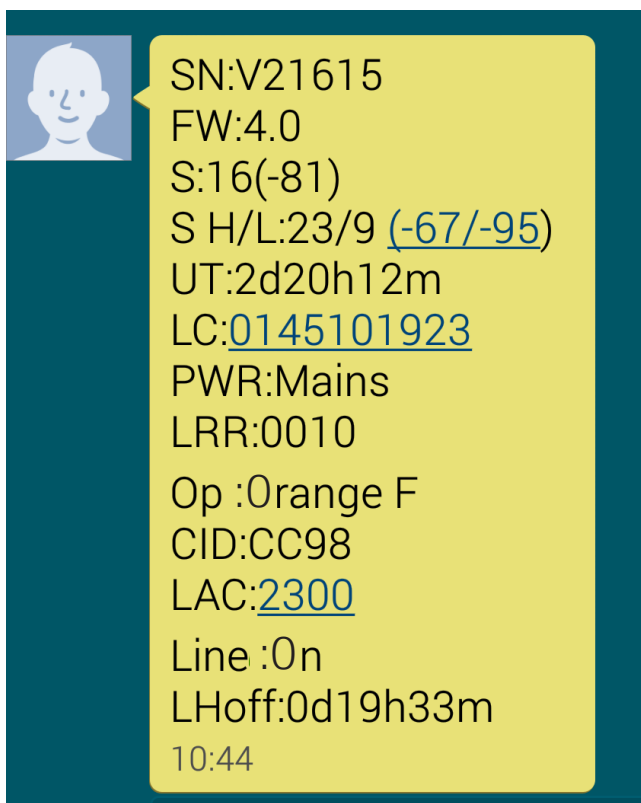 SN:V21615
FW:4.0
S:16(-81)
S H/L:23/9 (-67/-95)
UT:2d20h12m
LC:0145101923
PWR:Mains
LRR:0010
Op :Orange F
CID:CC98
LAC:2300
Line :On
LHoff:0d19h33m
10:44